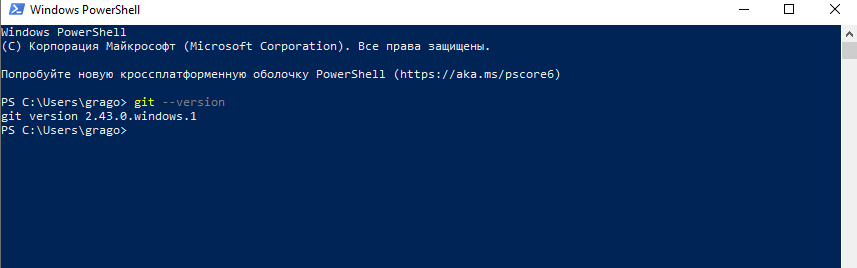 Windows PowerShell
Windows PowerShell
(C) Корпорация Майкрософт (Microsoft Corporation). Все права защищены.
Попробуйте новую кроссплатформенную оболочку PowerShell (https://aka.ms/pscore6)
PS C:\Users\grago> git --version
git version 2.43.0.windows.1
PS C:\Users\grago>